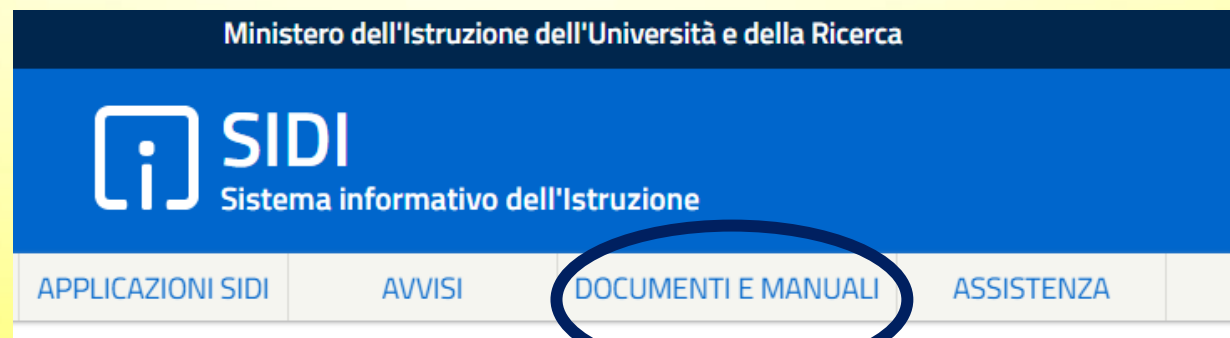 Ministero dell'Istruzione dell'Università e della Ricerca
SIDI
Sistema informativo dell'Istruzione
APPLICAZIONI SIDI AVVISI DOCUMENTI E MANUALI ASSISTENZA